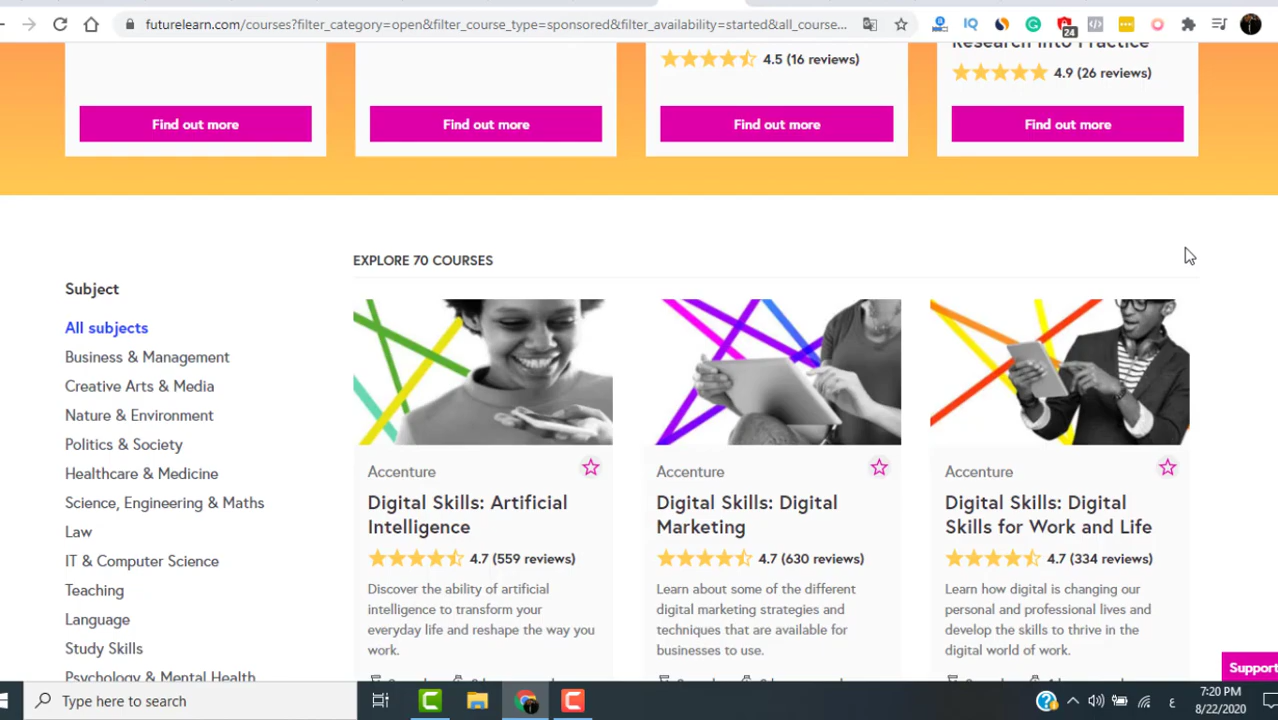 futurelearn.com/courses?filter_category=open&filter_course_type=sponsored&filter_availability=started&all_course...
24
IQ
Research into Practice
4.5 (16 reviews)
4.9 (26 reviews)
Find out more
Find out more
Find out more
Find out more
EXPLORE 70 COURSES
Subject
All subjects
Business & Management
Creative Arts & Media
Nature & Environment
Politics & Society
Healthcare & Medicine
Science, Engineering & Maths
Law
IT & Computer Science
Teaching
Language
Study Skills
Psychology & Mental Health
Accenture
Digital Skills: Artificial
Intelligence
4.7 (559 reviews)
Discover the ability of artificial
intelligence to transform your
everyday life and reshape the way you
work.
Accenture
Digital Skills: Digital
Marketing
4.7 (630 reviews)
Learn about some of the different
digital marketing strategies and
techniques that are available for
businesses to use.
Accenture
Digital Skills: Digital
Skills for Work and Life
4.7 (334 reviews)
Learn how digital is changing our
personal and professional lives and
develop the skills to thrive in the
digital world of work.
Support
Type here to search
ع
7:20 PM
8/22/2020